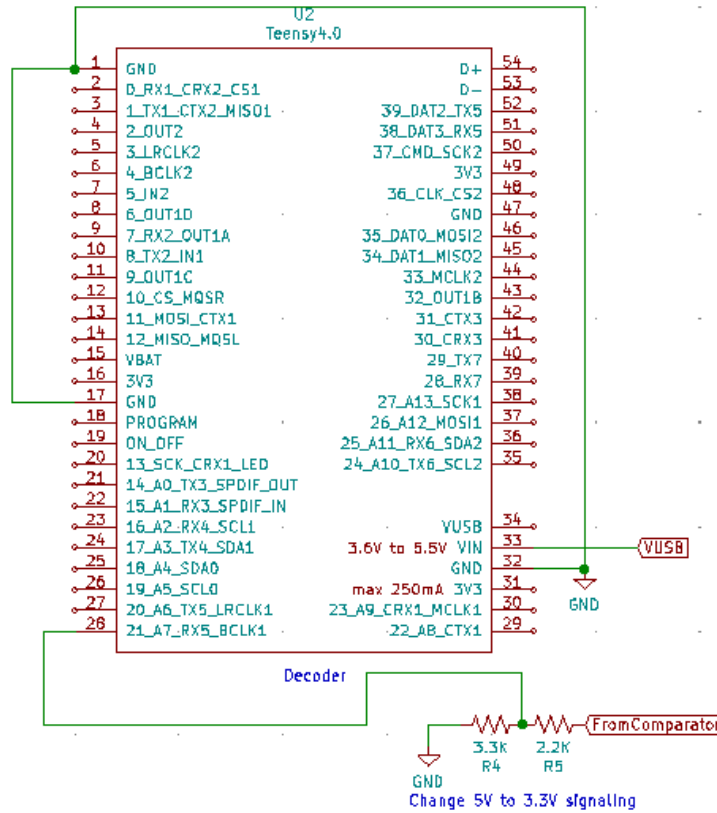 U2
Teensy4.0
1 GND
2 0_RX1_CRX2_CS1
3 1_TX1_CTX2_MISO1
4 2_OUT2
5 3_LRCLK2
6 4_BCLK2
7 5_IN2
8 6_OUT1D
9 7_RX2_OUT1A
10 8_TX2_IN1
11 9_OUT1C
12 10_CS_MQSR
13 11_MOSI_CTX1
14 12_MISO_MQSL
15 VBAT
16 3V3
17 GND
18 PROGRAM
19 ON_OFF
20 13_SCK_CRX1_LED
21 14_A0_TX3_SPDIF_OUT
22 15_A1_RX3_SPDIF_IN
23 16_A2_RX4_SCL1
24 17_A3_TX4_SDA1
25 18_A4_SDA0
26 19_A5_SCL0
27 20_A6_TX5_LRCLK1
28 21_A7_RX5_BCLK1
D+ 54
D- 53
39_DAT2_TX5 52
38_DAT3_RX5 51
37_CMD_SCK2 50
3V3 49
36_CLK_CS2 48
GND 47
35_DAT0_MOSI2 46
34_DAT1_MISO2 45
33_MCLK2 44
32_OUT1B 43
31_CTX3 42
30_CRX3 41
29_TX7 40
28_RX7 39
27_A13_SCK1 38
26_A12_MOSI1 37
25_A11_RX6_SDA2 36
24_A10_TX6_SCL2 35
VUSB 34
3.6V to 5.5V VIN 33
VUSB
GND 32
max 250mA 3V3 31
23_A9_CRX1_MCLK1 30
22_A8_CTX1 29
GND
Decoder
FromComparator
3.3K 2.2K
R4 R5
GND
Change 5V to 3.3V signaling